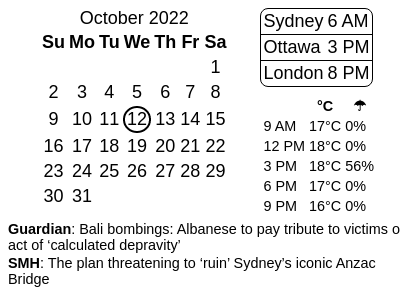 October 2022
Su Mo Tu We Th Fr Sa
1
2 3 4 5 6 7 8
9 10 11 12 13 14 15
16 17 18 19 20 21 22
23 24 25 26 27 28 29
30 31
Sydney 6 AM
Ottawa 3 PM
London 8 PM
°C ☂
9 AM 17°C 0%
12 PM 18°C 0%
3 PM 18°C 56%
6 PM 17°C 0%
9 PM 16°C 0%
Guardian: Bali bombings: Albanese to pay tribute to victims o
act of ‘calculated depravity’
SMH: The plan threatening to ‘ruin’ Sydney’s iconic Anzac
Bridge